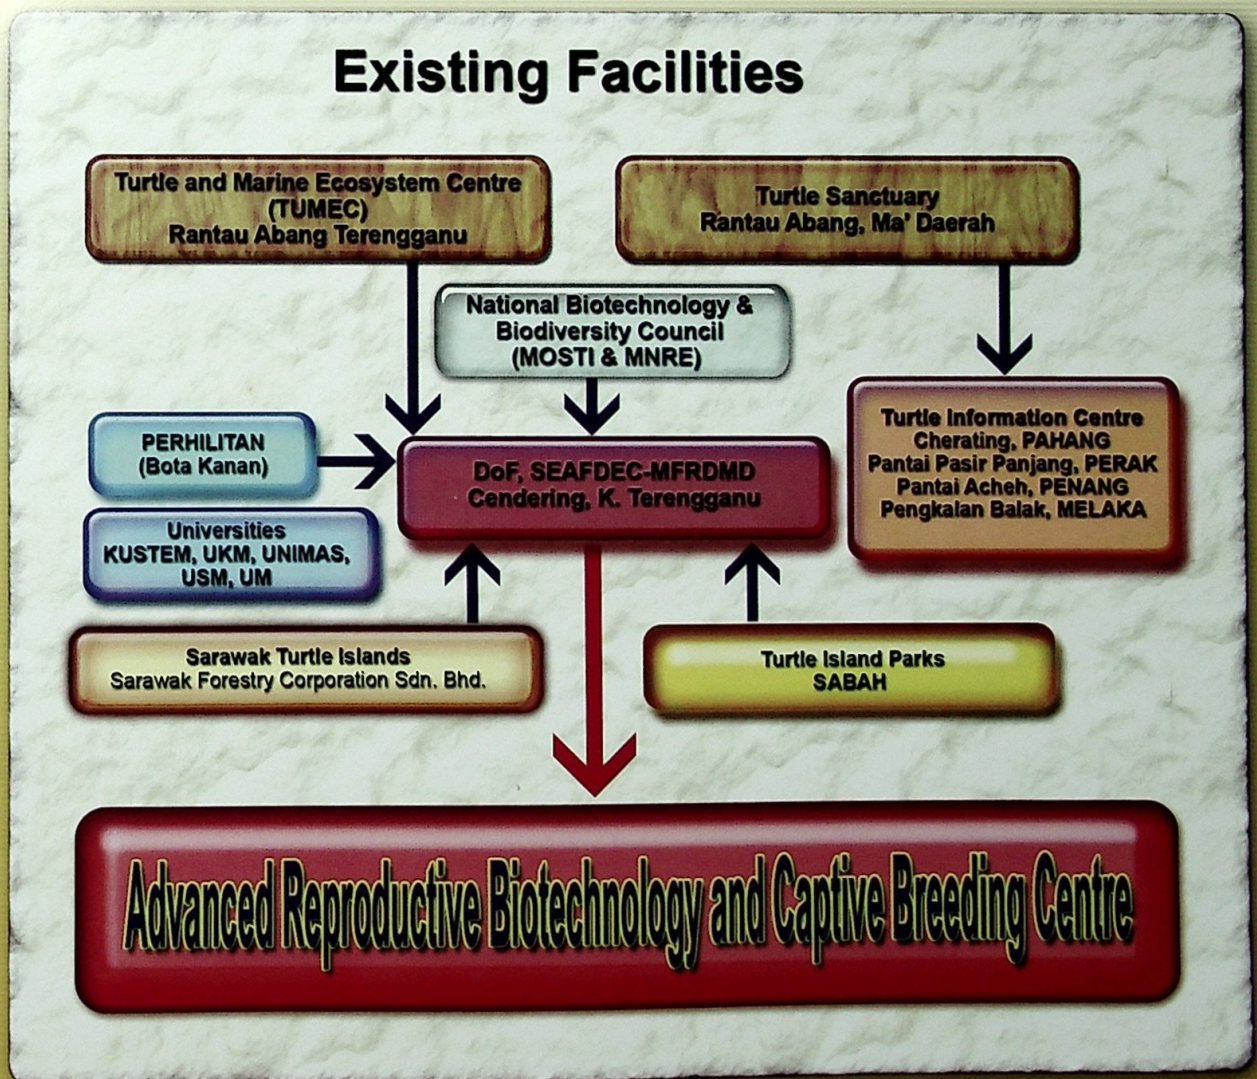 Existing Facilities
Turtle and Marine Ecosystem Centre
(TUMEC)
Rantau Abang Terengganu
Turtle Sanctuary
Rantau Abang, Ma' Daerah
National Biotechnology &
Biodiversity Council
(MOSTI & MNRE)
PERHILITAN
(Bota Kanan)
DoF, SEAFDEC-MFRDMD
Cendering, K. Terengganu
Turtle Information Centre
Cherating, PAHANG
Pantai Pasir Panjang, PERAK
Pantai Acheh, PENANG
Pengkalan Balak, MELAKA
Universities
KUSTEM, UKM, UNIMAS,
USM, UM
Sarawak Turtle Islands
Sarawak Forestry Corporation Sdn. Bhd.
Turtle Island Parks
SABAH
Advanced Reproductive Biotechnology and Captive Breeding Centre